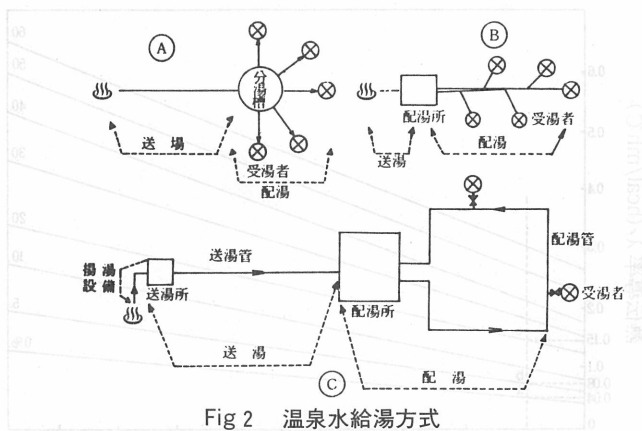 A
分湯槽
送場
受湯者
配湯
B
配湯所
受湯者
送湯
配湯
揚湯
設備
送湯所
送湯管
配湯所
配湯管
受湯者
送湯
C
配湯
Fig 2 温泉水給湯方式